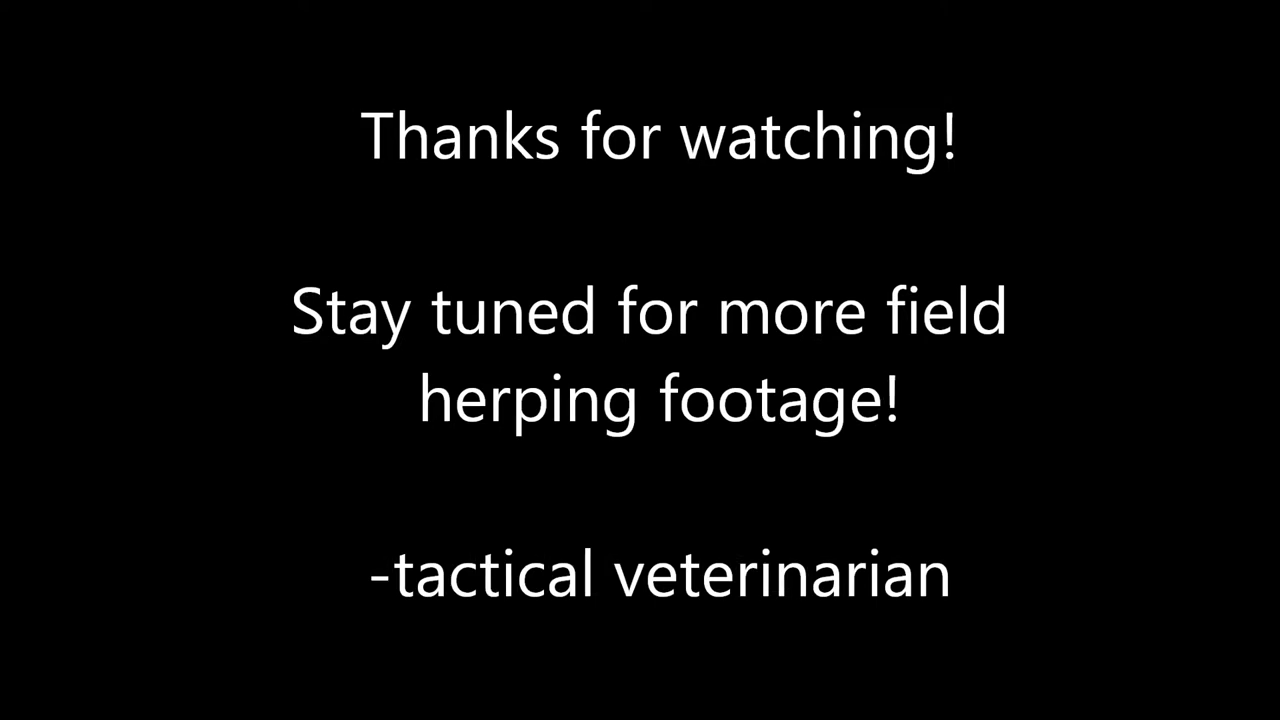 Thanks for watching!
Stay tuned for more field
herping footage!
-tactical veterinarian